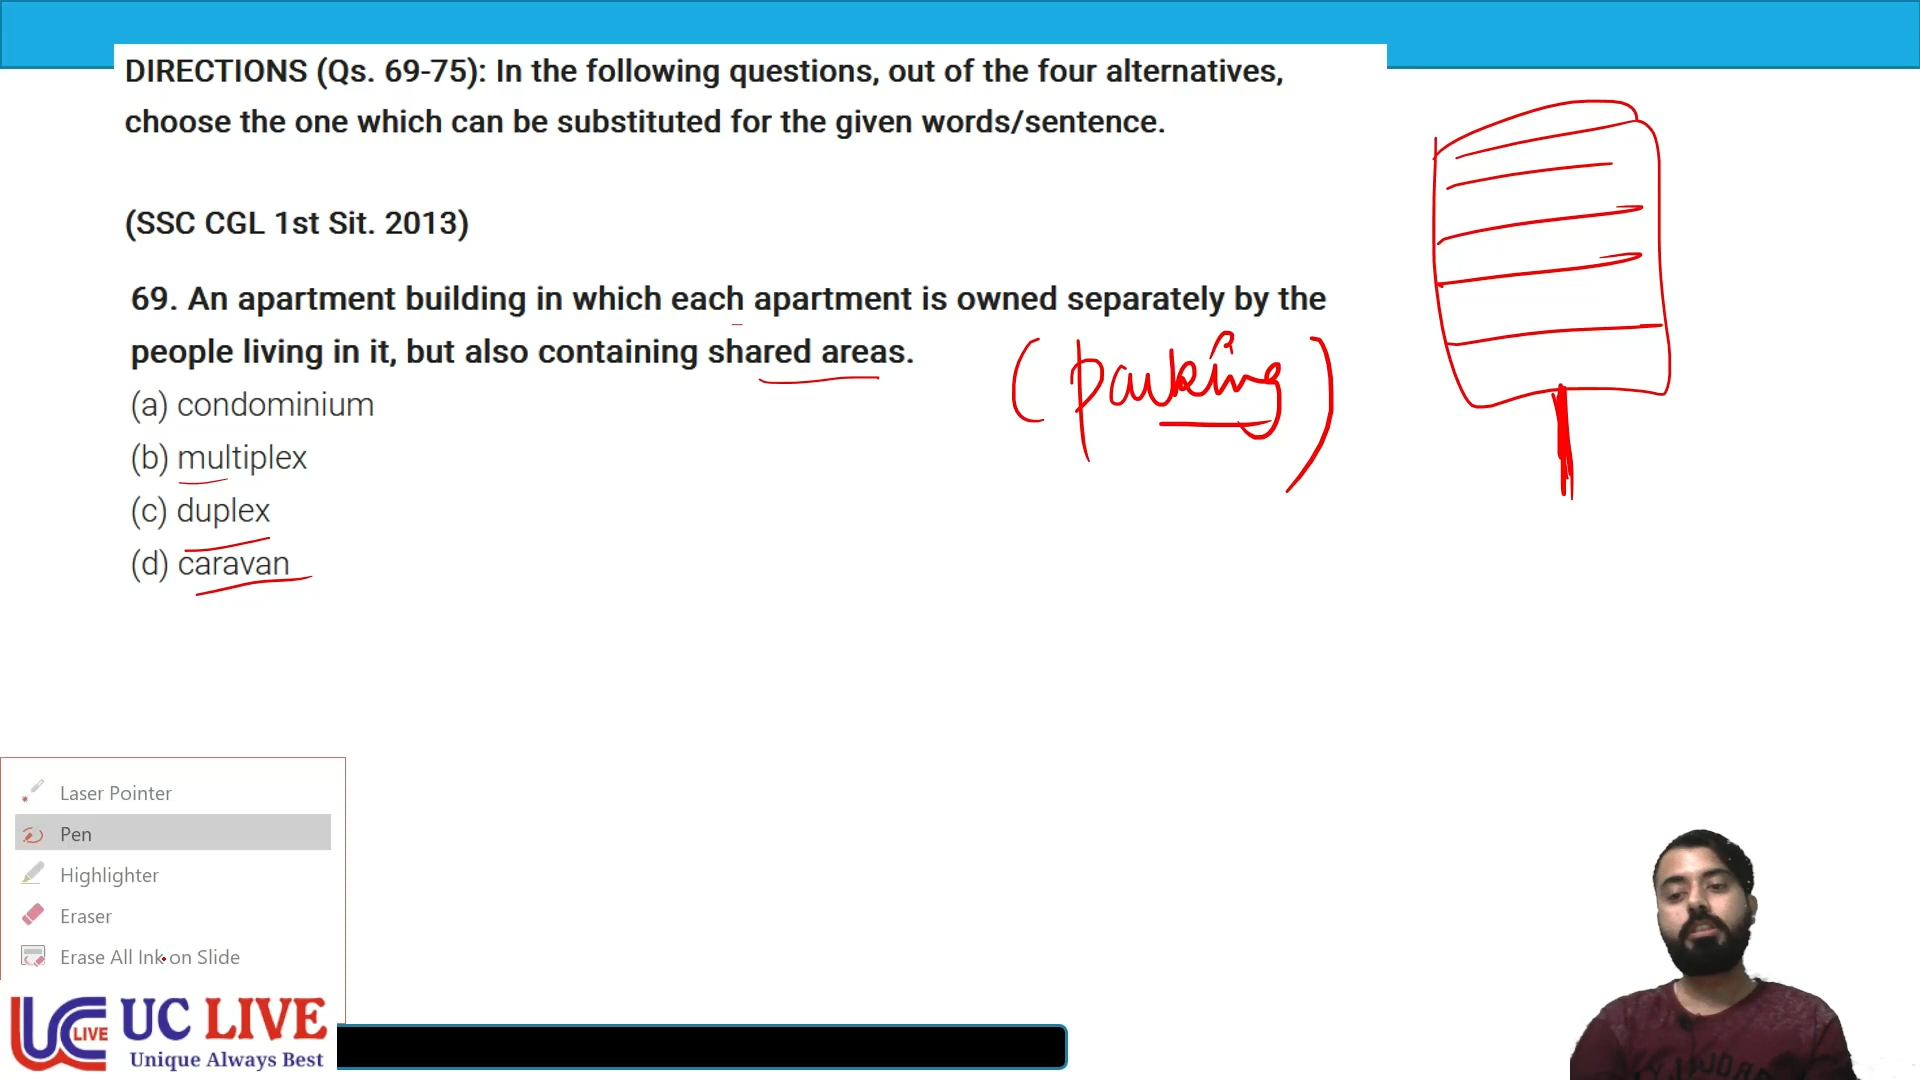 DIRECTIONS (Qs. 69-75): In the following questions, out of the four alternatives,
choose the one which can be substituted for the given words/sentence.
(SSC CGL 1st Sit. 2013)
69. An apartment building in which each apartment is owned separately by the
people living in it, but also containing shared areas.
(parking)
(a) condominium
(b) multiplex
(c) duplex
(d) caravan
Laser Pointer
Pen
Highlighter
Eraser
Erase All Ink on Slide
UC LIVE
LIVE
Unique Always Best